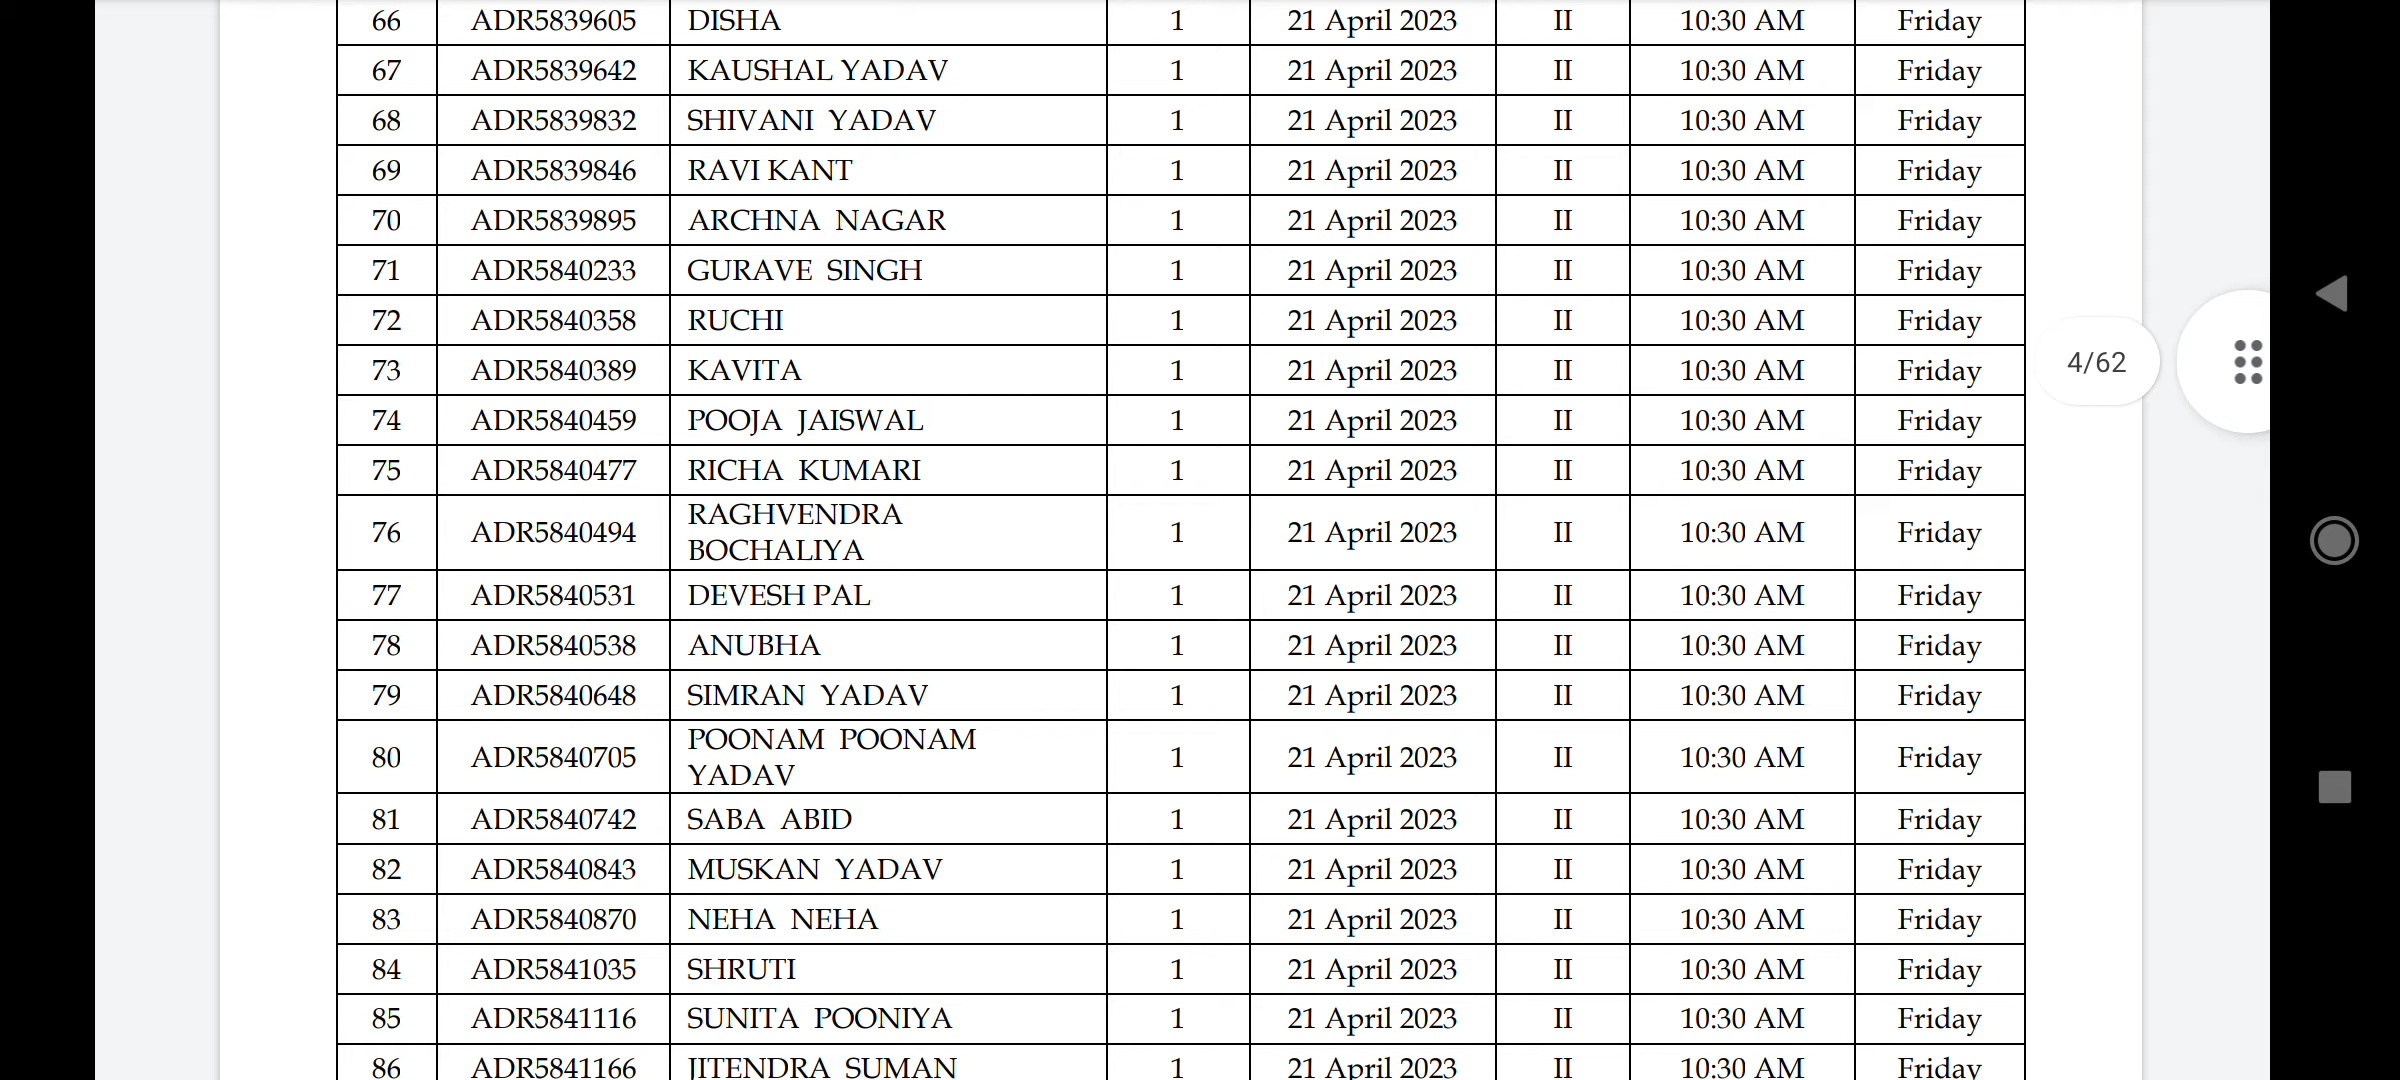 66 ADR5839605 DISHA 1 21 April 2023 II 10:30 AM Friday
67 ADR5839642 KAUSHAL YADAV 1 21 April 2023 II 10:30 AM Friday
68 ADR5839832 SHIVANI YADAV 1 21 April 2023 II 10:30 AM Friday
69 ADR5839846 RAVI KANT 1 21 April 2023 II 10:30 AM Friday
70 ADR5839895 ARCHNA NAGAR 1 21 April 2023 II 10:30 AM Friday
71 ADR5840233 GURAVE SINGH 1 21 April 2023 II 10:30 AM Friday
72 ADR5840358 RUCHI 1 21 April 2023 II 10:30 AM Friday
73 ADR5840389 KAVITA 1 21 April 2023 II 10:30 AM Friday
4/62
74 ADR5840459 POOJA JAISWAL 1 21 April 2023 II 10:30 AM Friday
75 ADR5840477 RICHA KUMARI 1 21 April 2023 II 10:30 AM Friday
76 ADR5840494 RAGHVENDRA
BOCHALIYA 1 21 April 2023 II 10:30 AM Friday
77 ADR5840531 DEVESH PAL 1 21 April 2023 II 10:30 AM Friday
78 ADR5840538 ANUBHA 1 21 April 2023 II 10:30 AM Friday
79 ADR5840648 SIMRAN YADAV 1 21 April 2023 II 10:30 AM Friday
80 ADR5840705 POONAM POONAM
YADAV 1 21 April 2023 II 10:30 AM Friday
81 ADR5840742 SABA ABID 1 21 April 2023 II 10:30 AM Friday
82 ADR5840843 MUSKAN YADAV 1 21 April 2023 II 10:30 AM Friday
83 ADR5840870 NEHA NEHA 1 21 April 2023 II 10:30 AM Friday
84 ADR5841035 SHRUTI 1 21 April 2023 II 10:30 AM Friday
85 ADR5841116 SUNITA POONIYA 1 21 April 2023 II 10:30 AM Friday
86 ADR5841166 JITENDRA SUMAN 1 21 April 2023 II 10:30 AM Friday